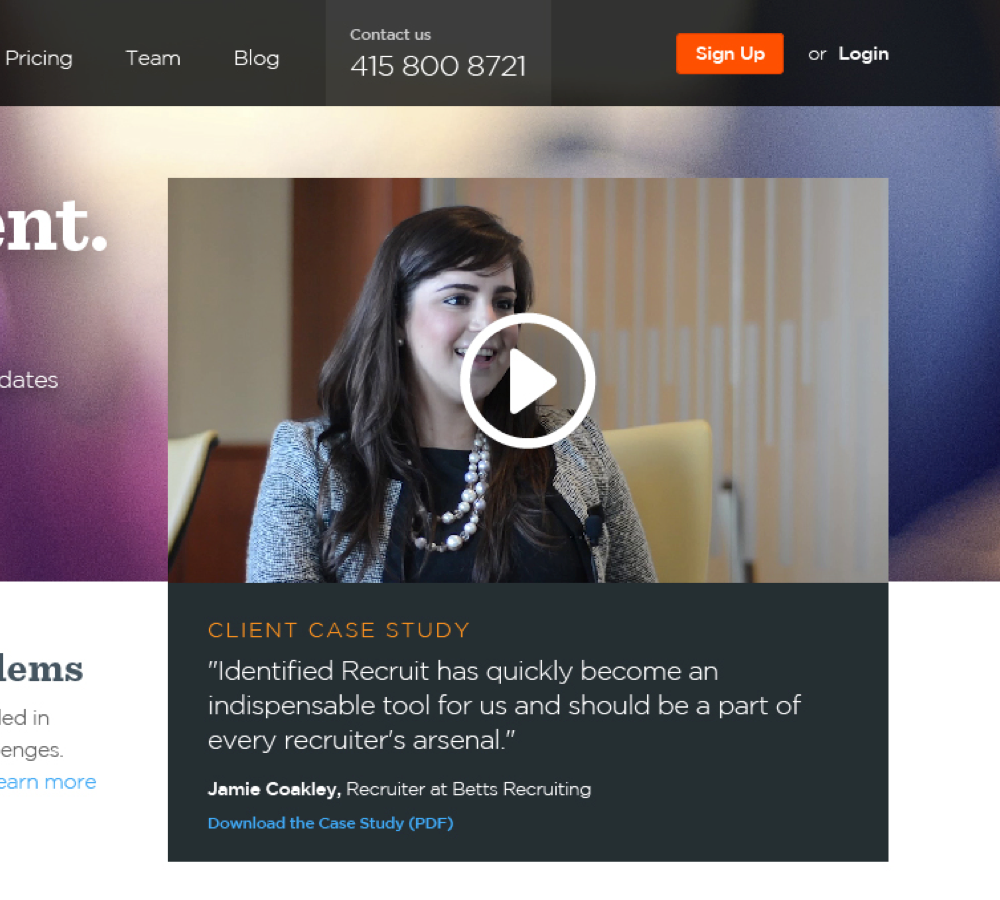 Pricing
Team
Blog
Contact us
415 800 8721
Sign Up
or Login
ent.
dates
CLIENT CASE STUDY
"Identified Recruit has quickly become an
indispensable tool for us and should be a part of
every recruiter's arsenal."
Jamie Coakley, Recruiter at Betts Recruiting
Download the Case Study (PDF)
lems
led in
enges.
earn more